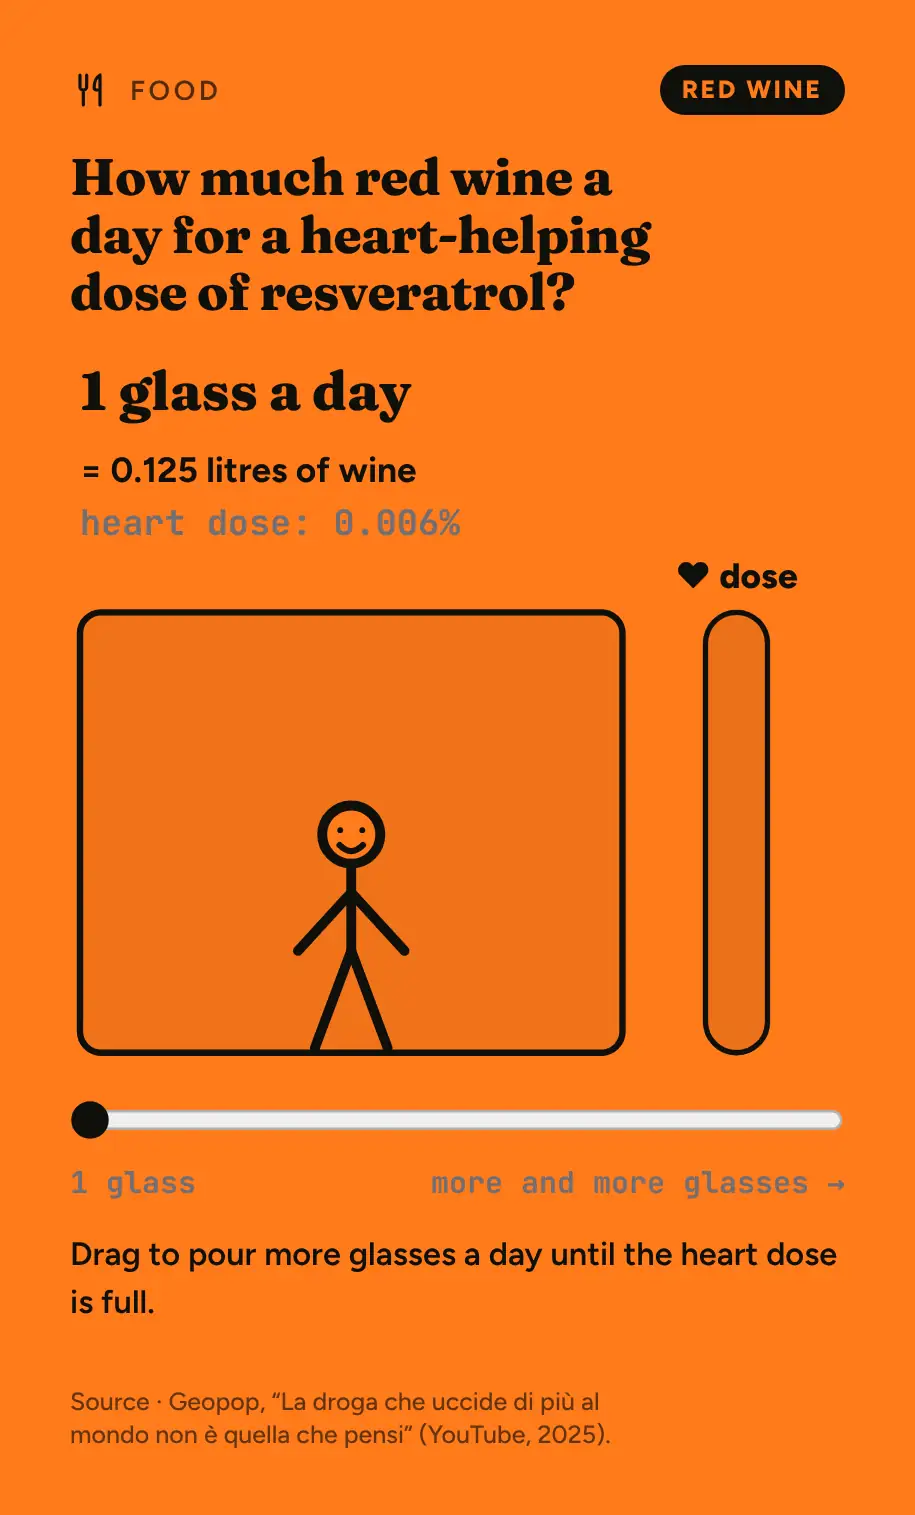 FOOD
RED WINE
How much red wine a
day for a heart-helping
dose of resveratrol?
1 glass a day
= 0.125 litres of wine
heart dose: 0.006%
♥ dose
1 glass
more and more glasses →
Drag to pour more glasses a day until the heart dose
is full.
Source · Geopop, “La droga che uccide di più al
mondo non è quella che pensi” (YouTube, 2025).